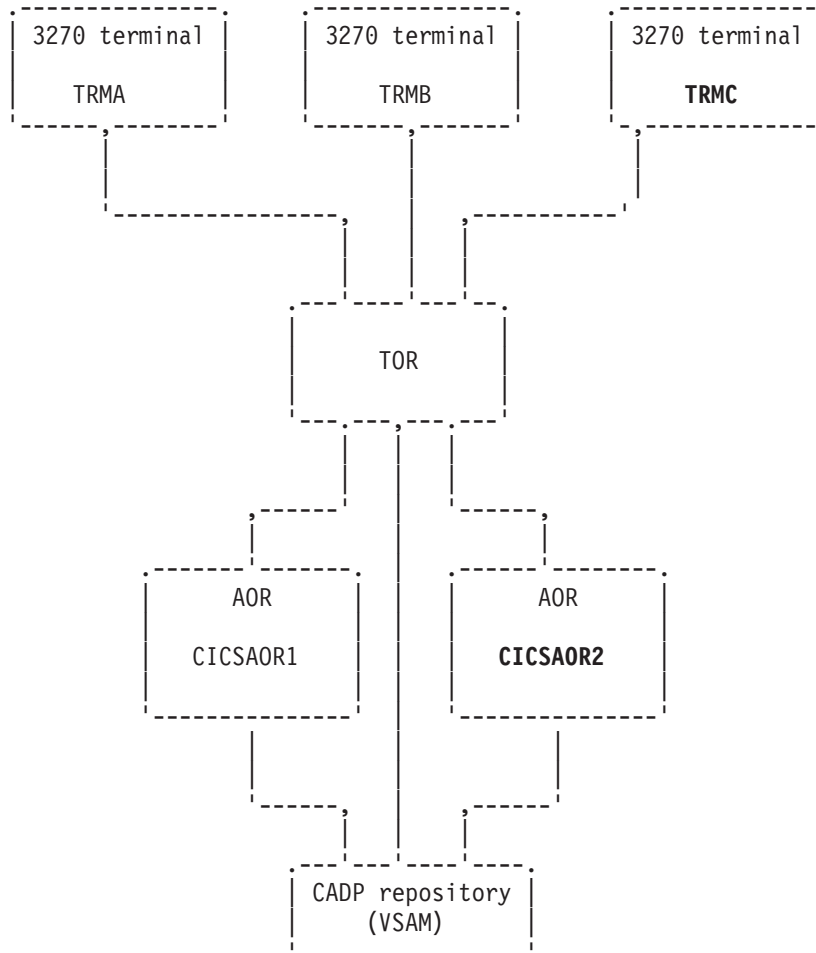 3270 terminal
3270 terminal
3270 terminal
TRMA
TRMB
TRMC
TOR
AOR
AOR
CICSAOR1
CICSAOR2
CADP repository
(VSAM)